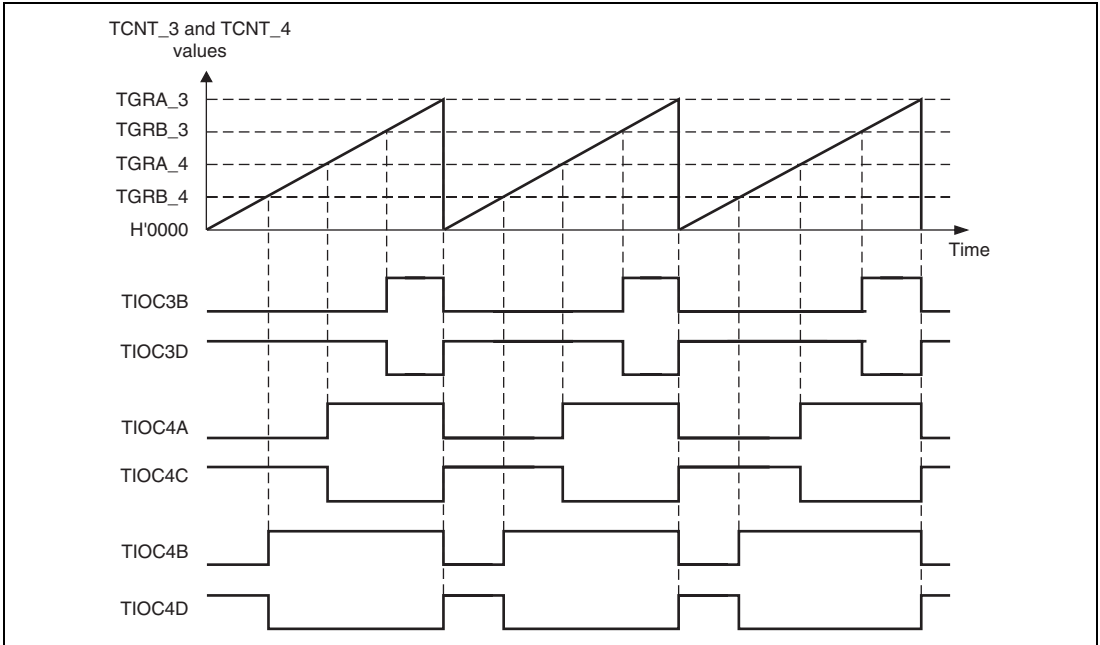 TCNT_3 and TCNT_4
values
TGRA_3
TGRB_3
TGRA_4
TGRB_4
H'0000
Time
TIOC3B
TIOC3D
TIOC4A
TIOC4C
TIOC4B
TIOC4D